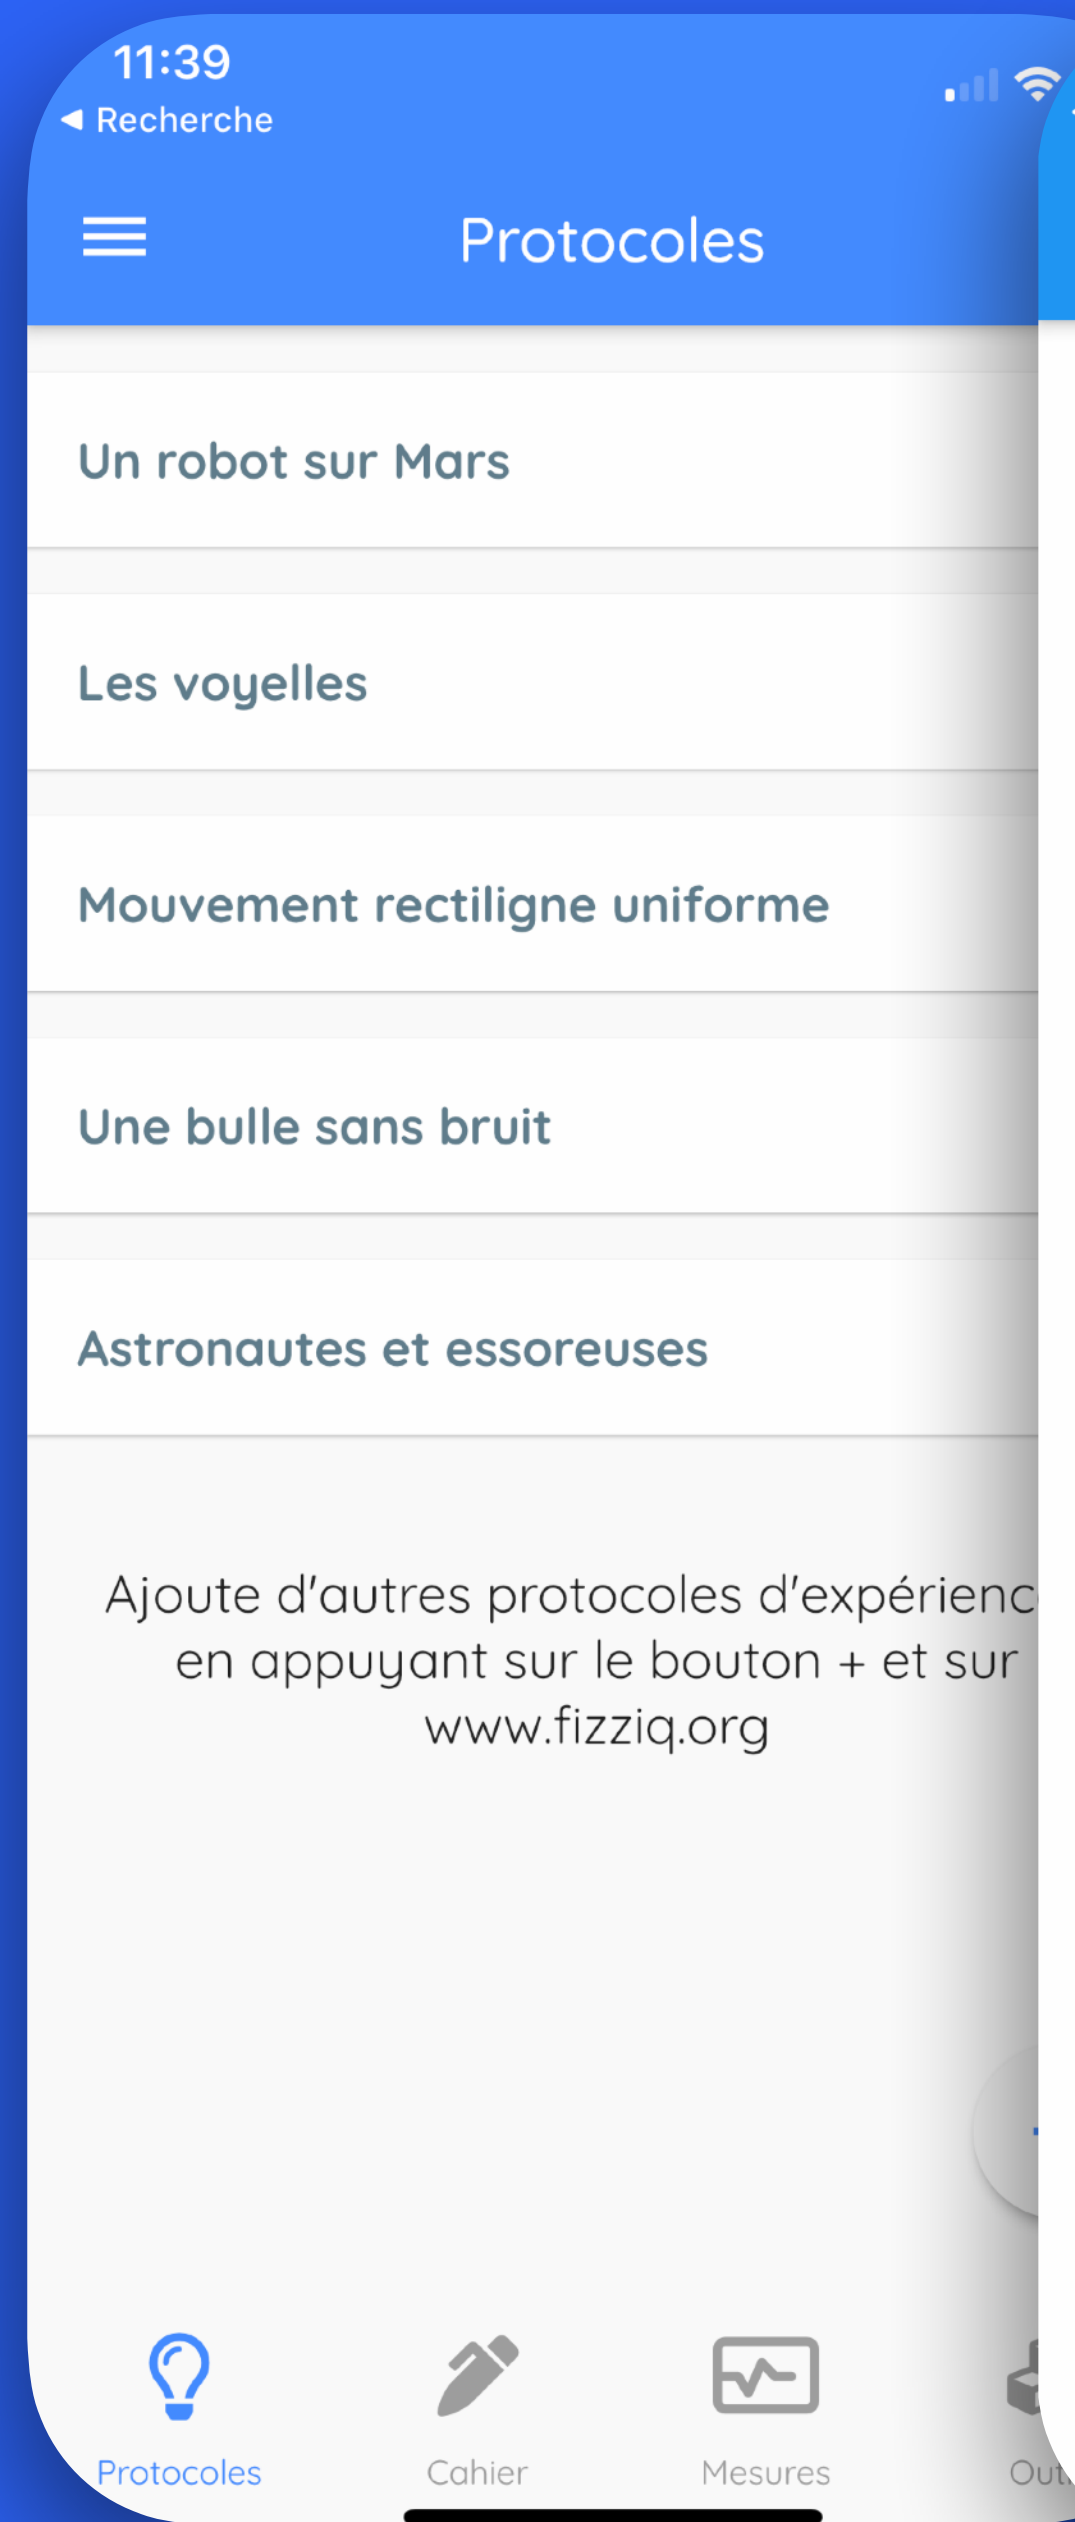 11:39
Recherche
Protocoles
Un robot sur Mars
Les voyelles
Mouvement rectiligne uniforme
Une bulle sans bruit
Astronautes et essoreuses
Ajoute d'autres protocoles
en appuyant sur le bouton + et sur
www.fizziq.org
Protocoles Cahier Mesures